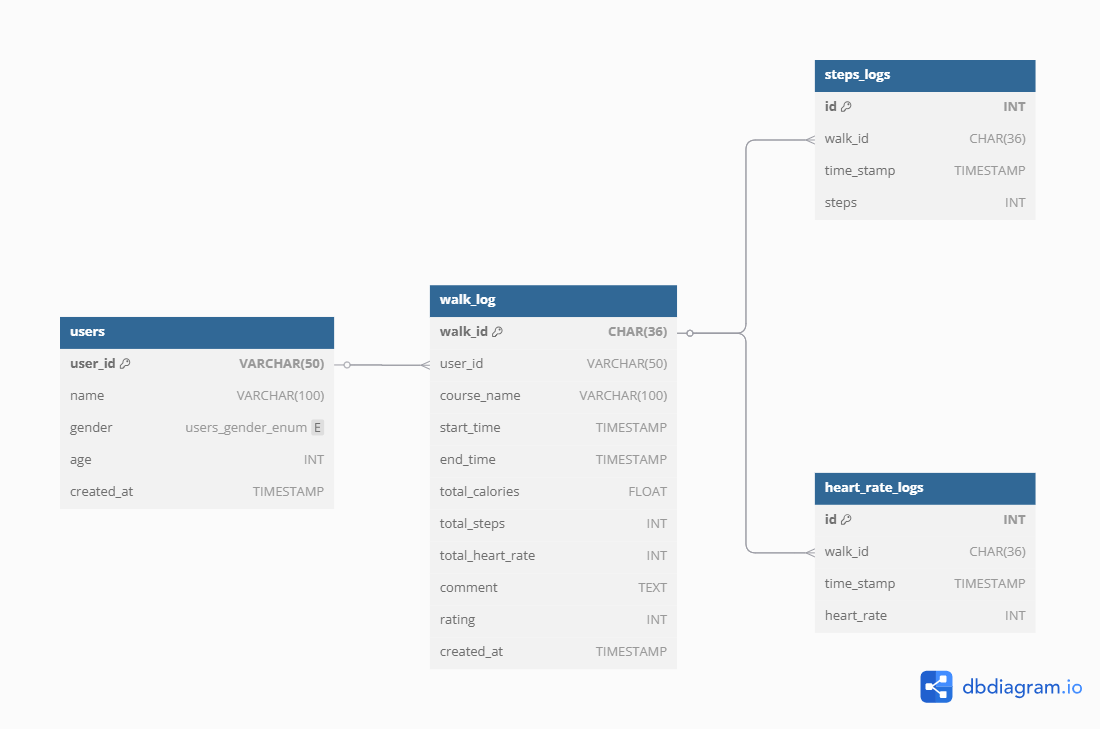 users
user_id VARCHAR(50)
name VARCHAR(100)
gender users_gender_enum E
age INT
created_at TIMESTAMP
walk_log
walk_id CHAR(36)
user_id VARCHAR(50)
course_name VARCHAR(100)
start_time TIMESTAMP
end_time TIMESTAMP
total_calories FLOAT
total_steps INT
total_heart_rate INT
comment TEXT
rating INT
created_at TIMESTAMP
steps_logs
id INT
walk_id CHAR(36)
time_stamp TIMESTAMP
steps INT
heart_rate_logs
id INT
walk_id CHAR(36)
time_stamp TIMESTAMP
heart_rate INT
dbdiagram.io